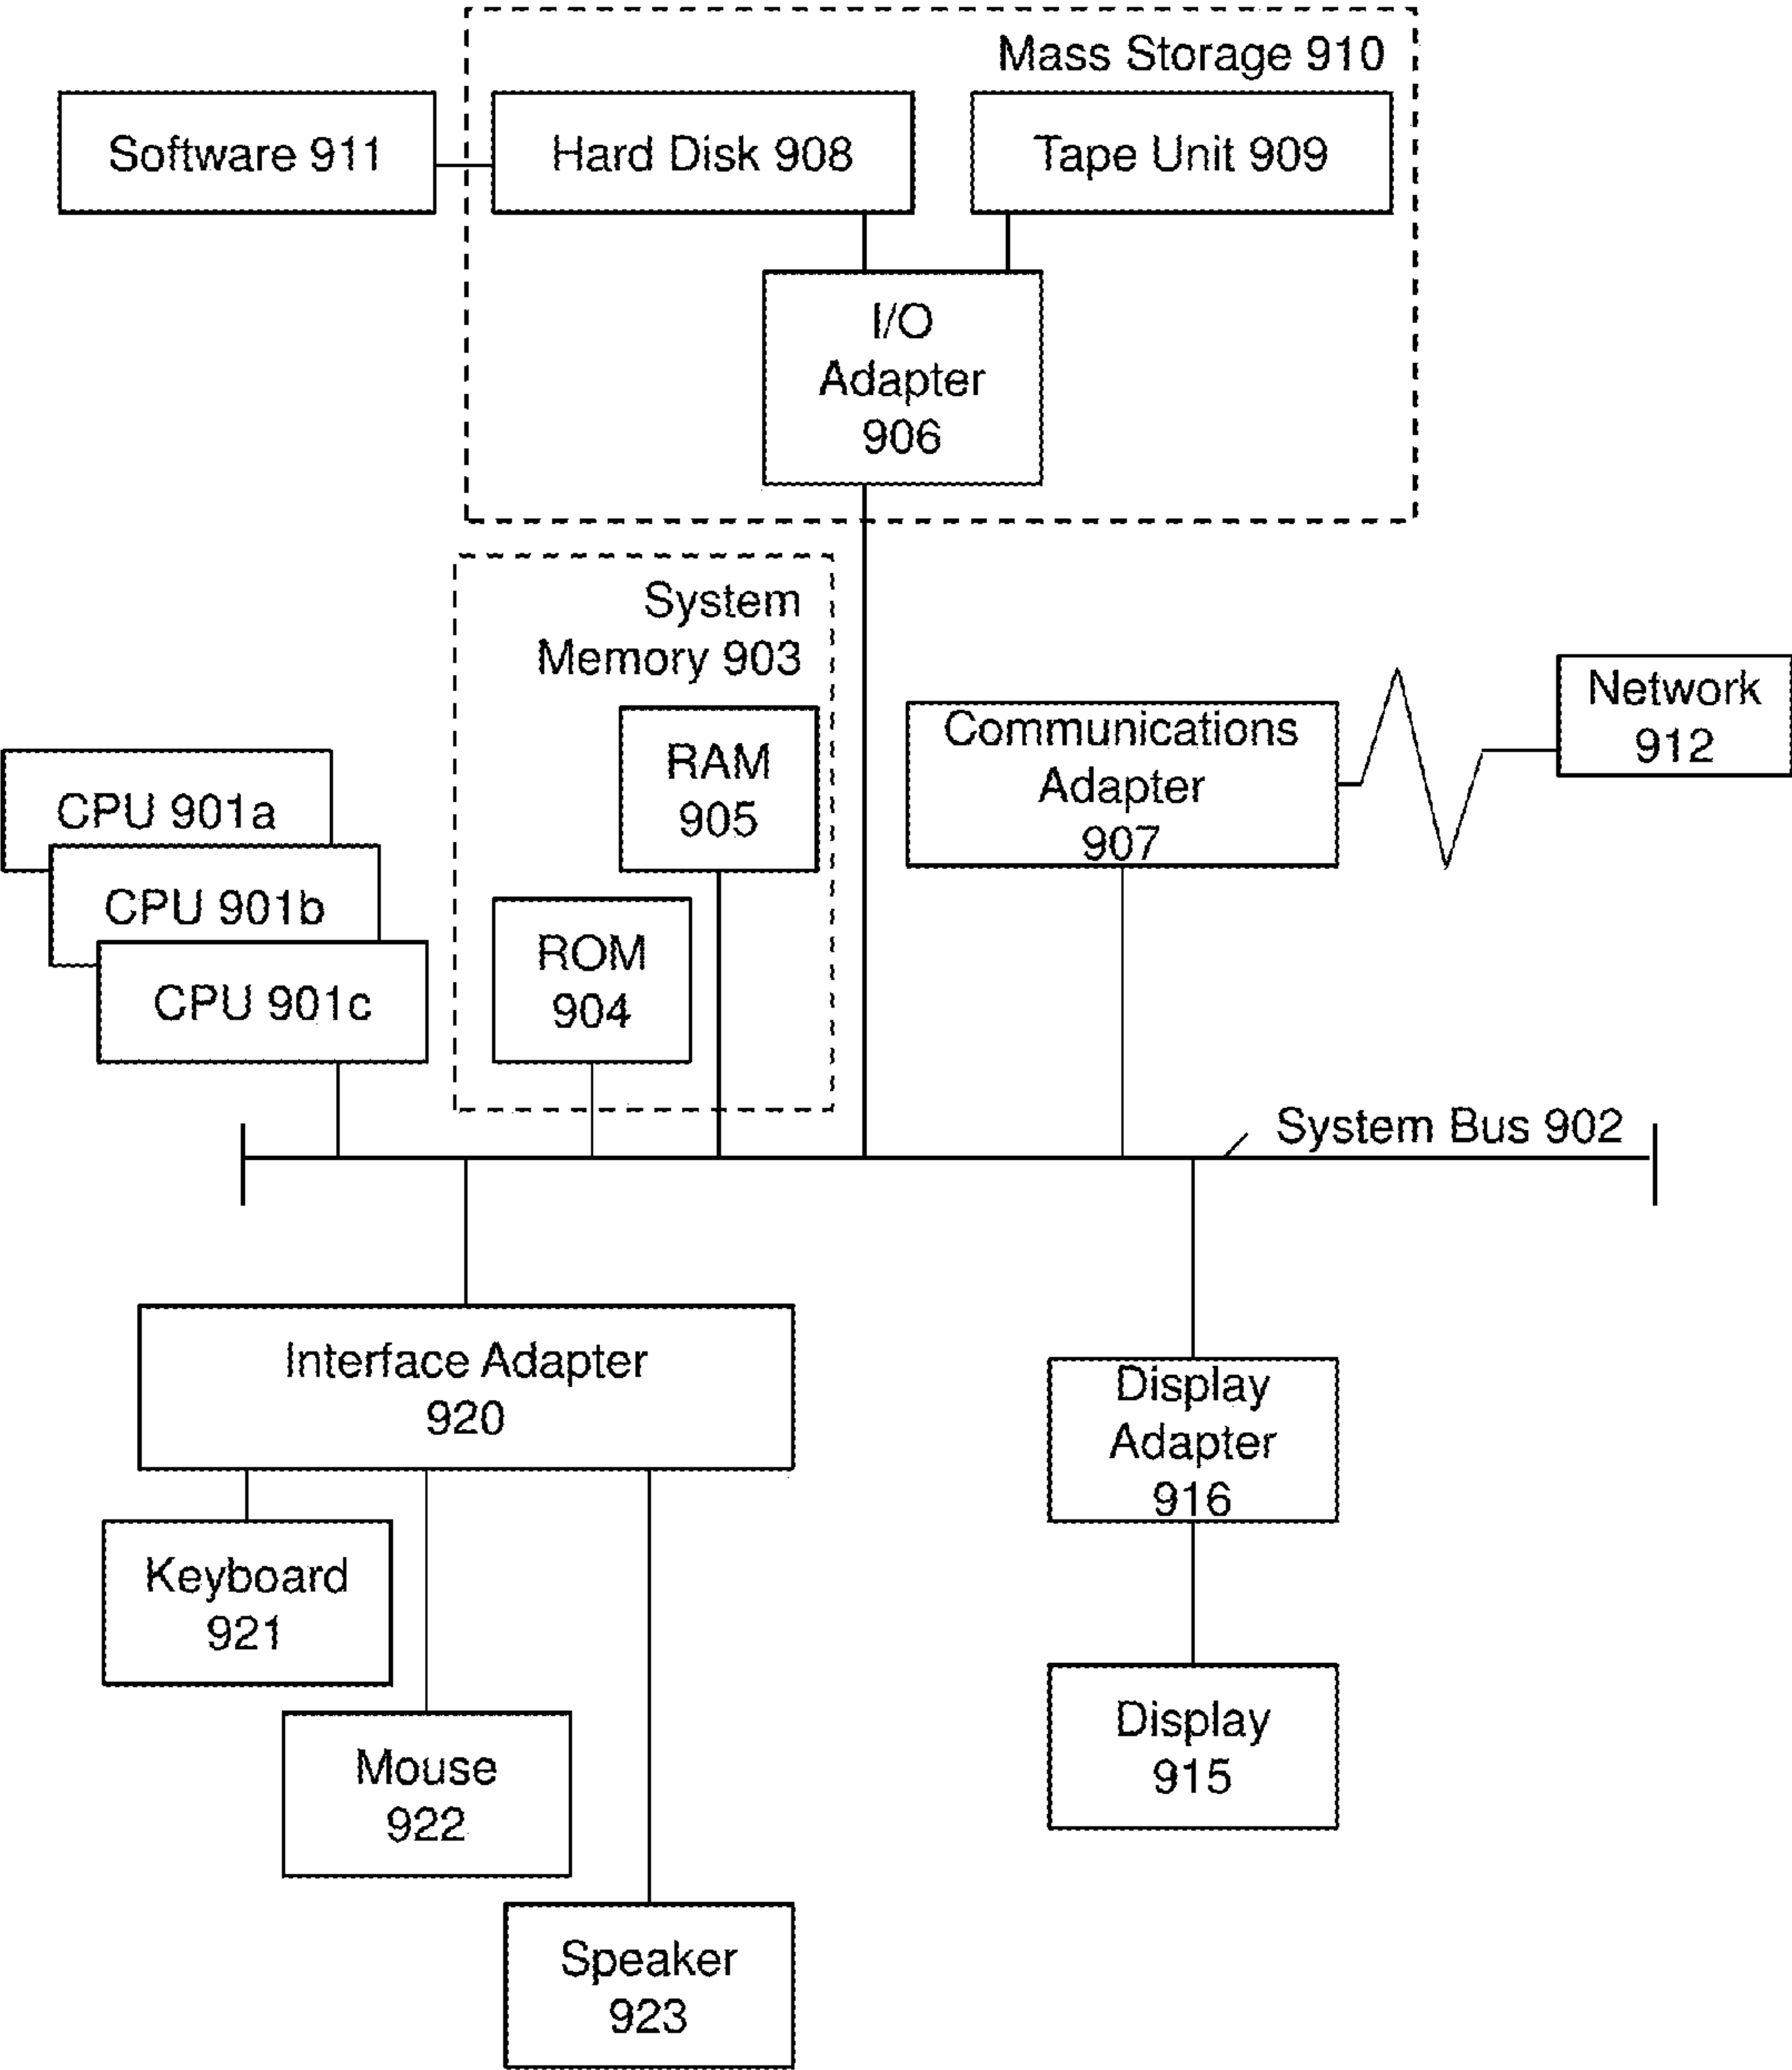 Mass Storage 910
Software 911
Hard Disk 908
Tape Unit 909
I/O
Adapter
906
System
Memory 903
RAM
905
ROM
904
Communications
Adapter
907
Network
912
CPU 901a
CPU 901b
CPU 901c
System Bus 902
Interface Adapter
920
Display
Adapter
916
Keyboard
921
Mouse
922
Display
915
Speaker
923